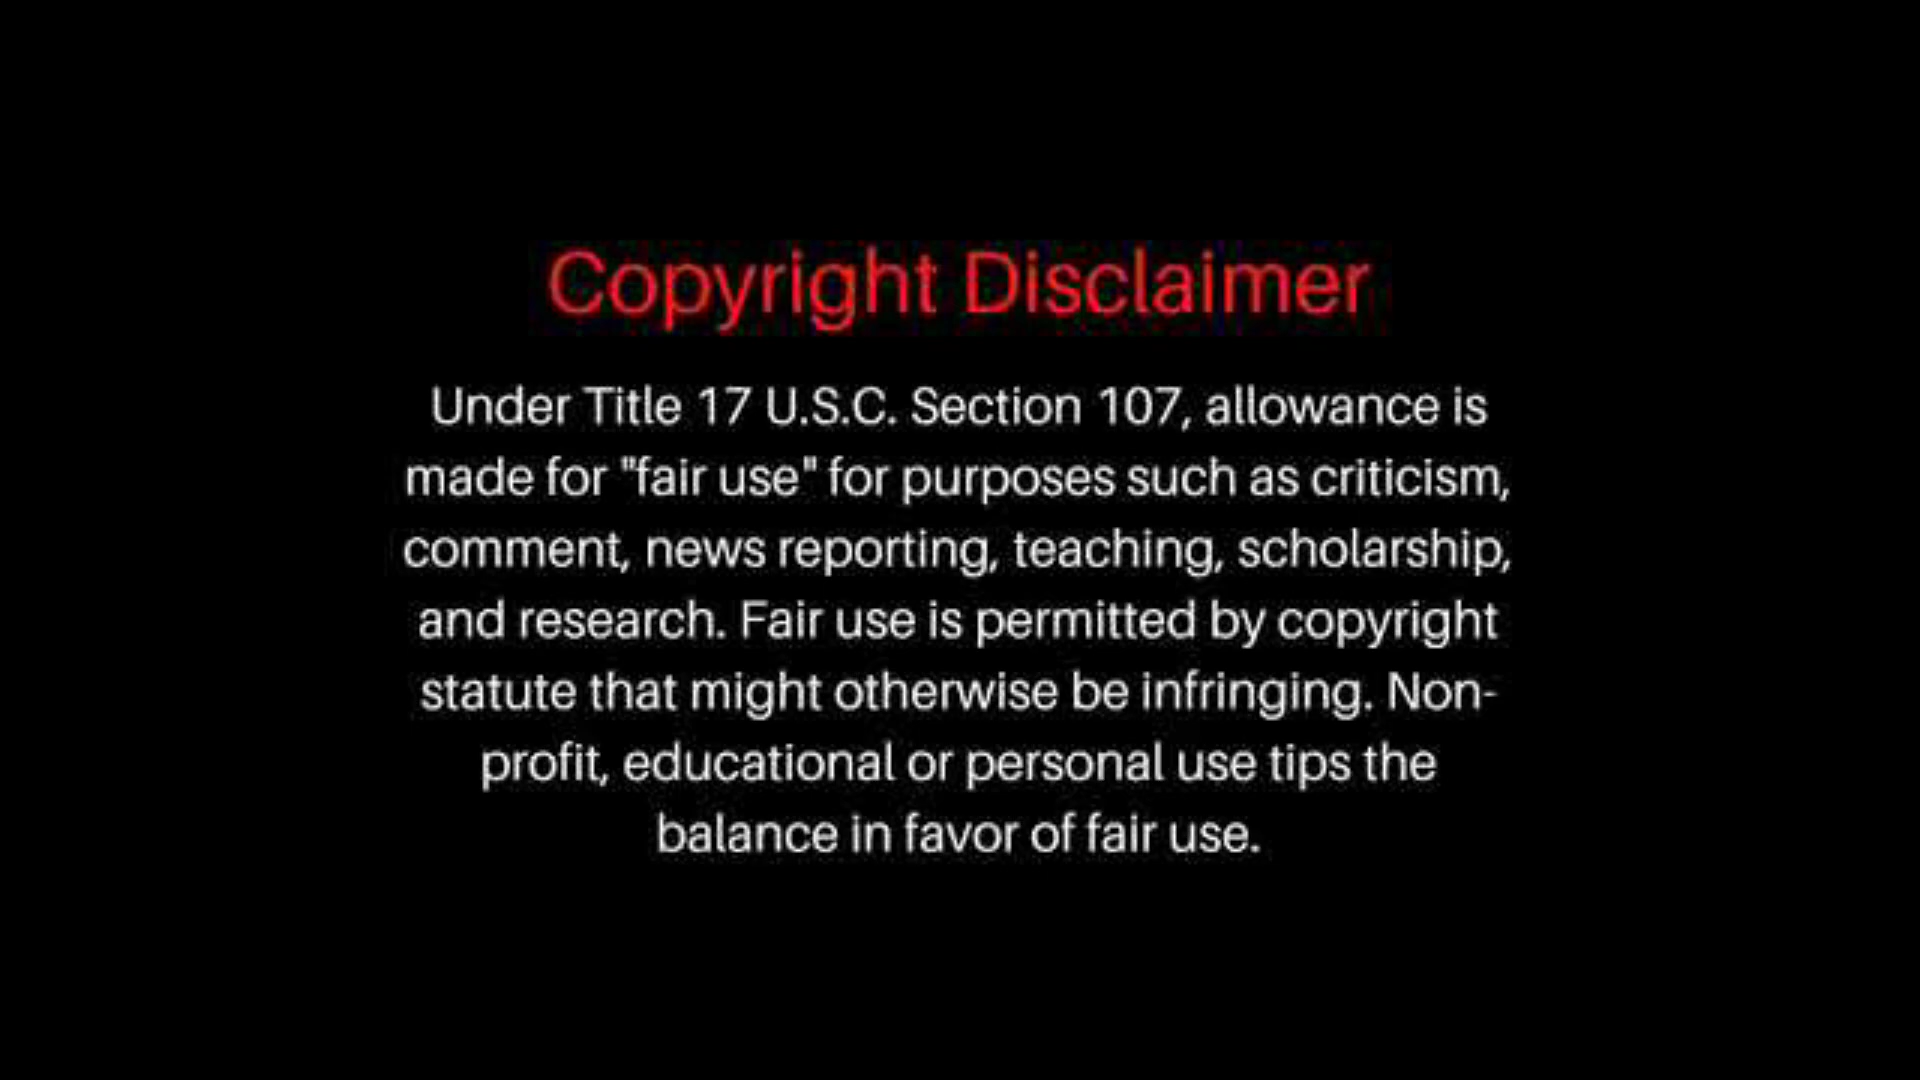 Copyright Disclaimer
Under Title 17 U.S.C. Section 107, allowance is
made for "fair use" for purposes such as criticism,
comment, news reporting, teaching, scholarship,
and research. Fair use is permitted by copyright
statute that might otherwise be infringing. Non-
profit, educational or personal use tips the
balance in favor of fair use.